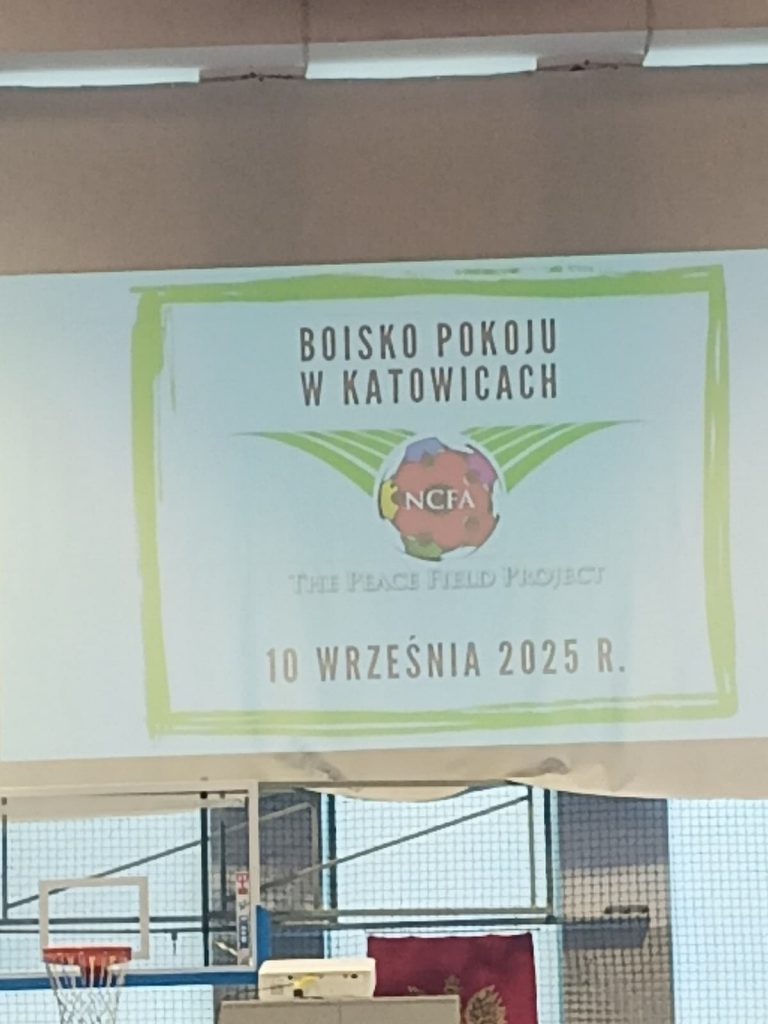 BOISKO POKOJU
W KATOWICACH
NCFA
THE PEACE FIELD PROJECT
10 WRZEŚNIA 2025 R.